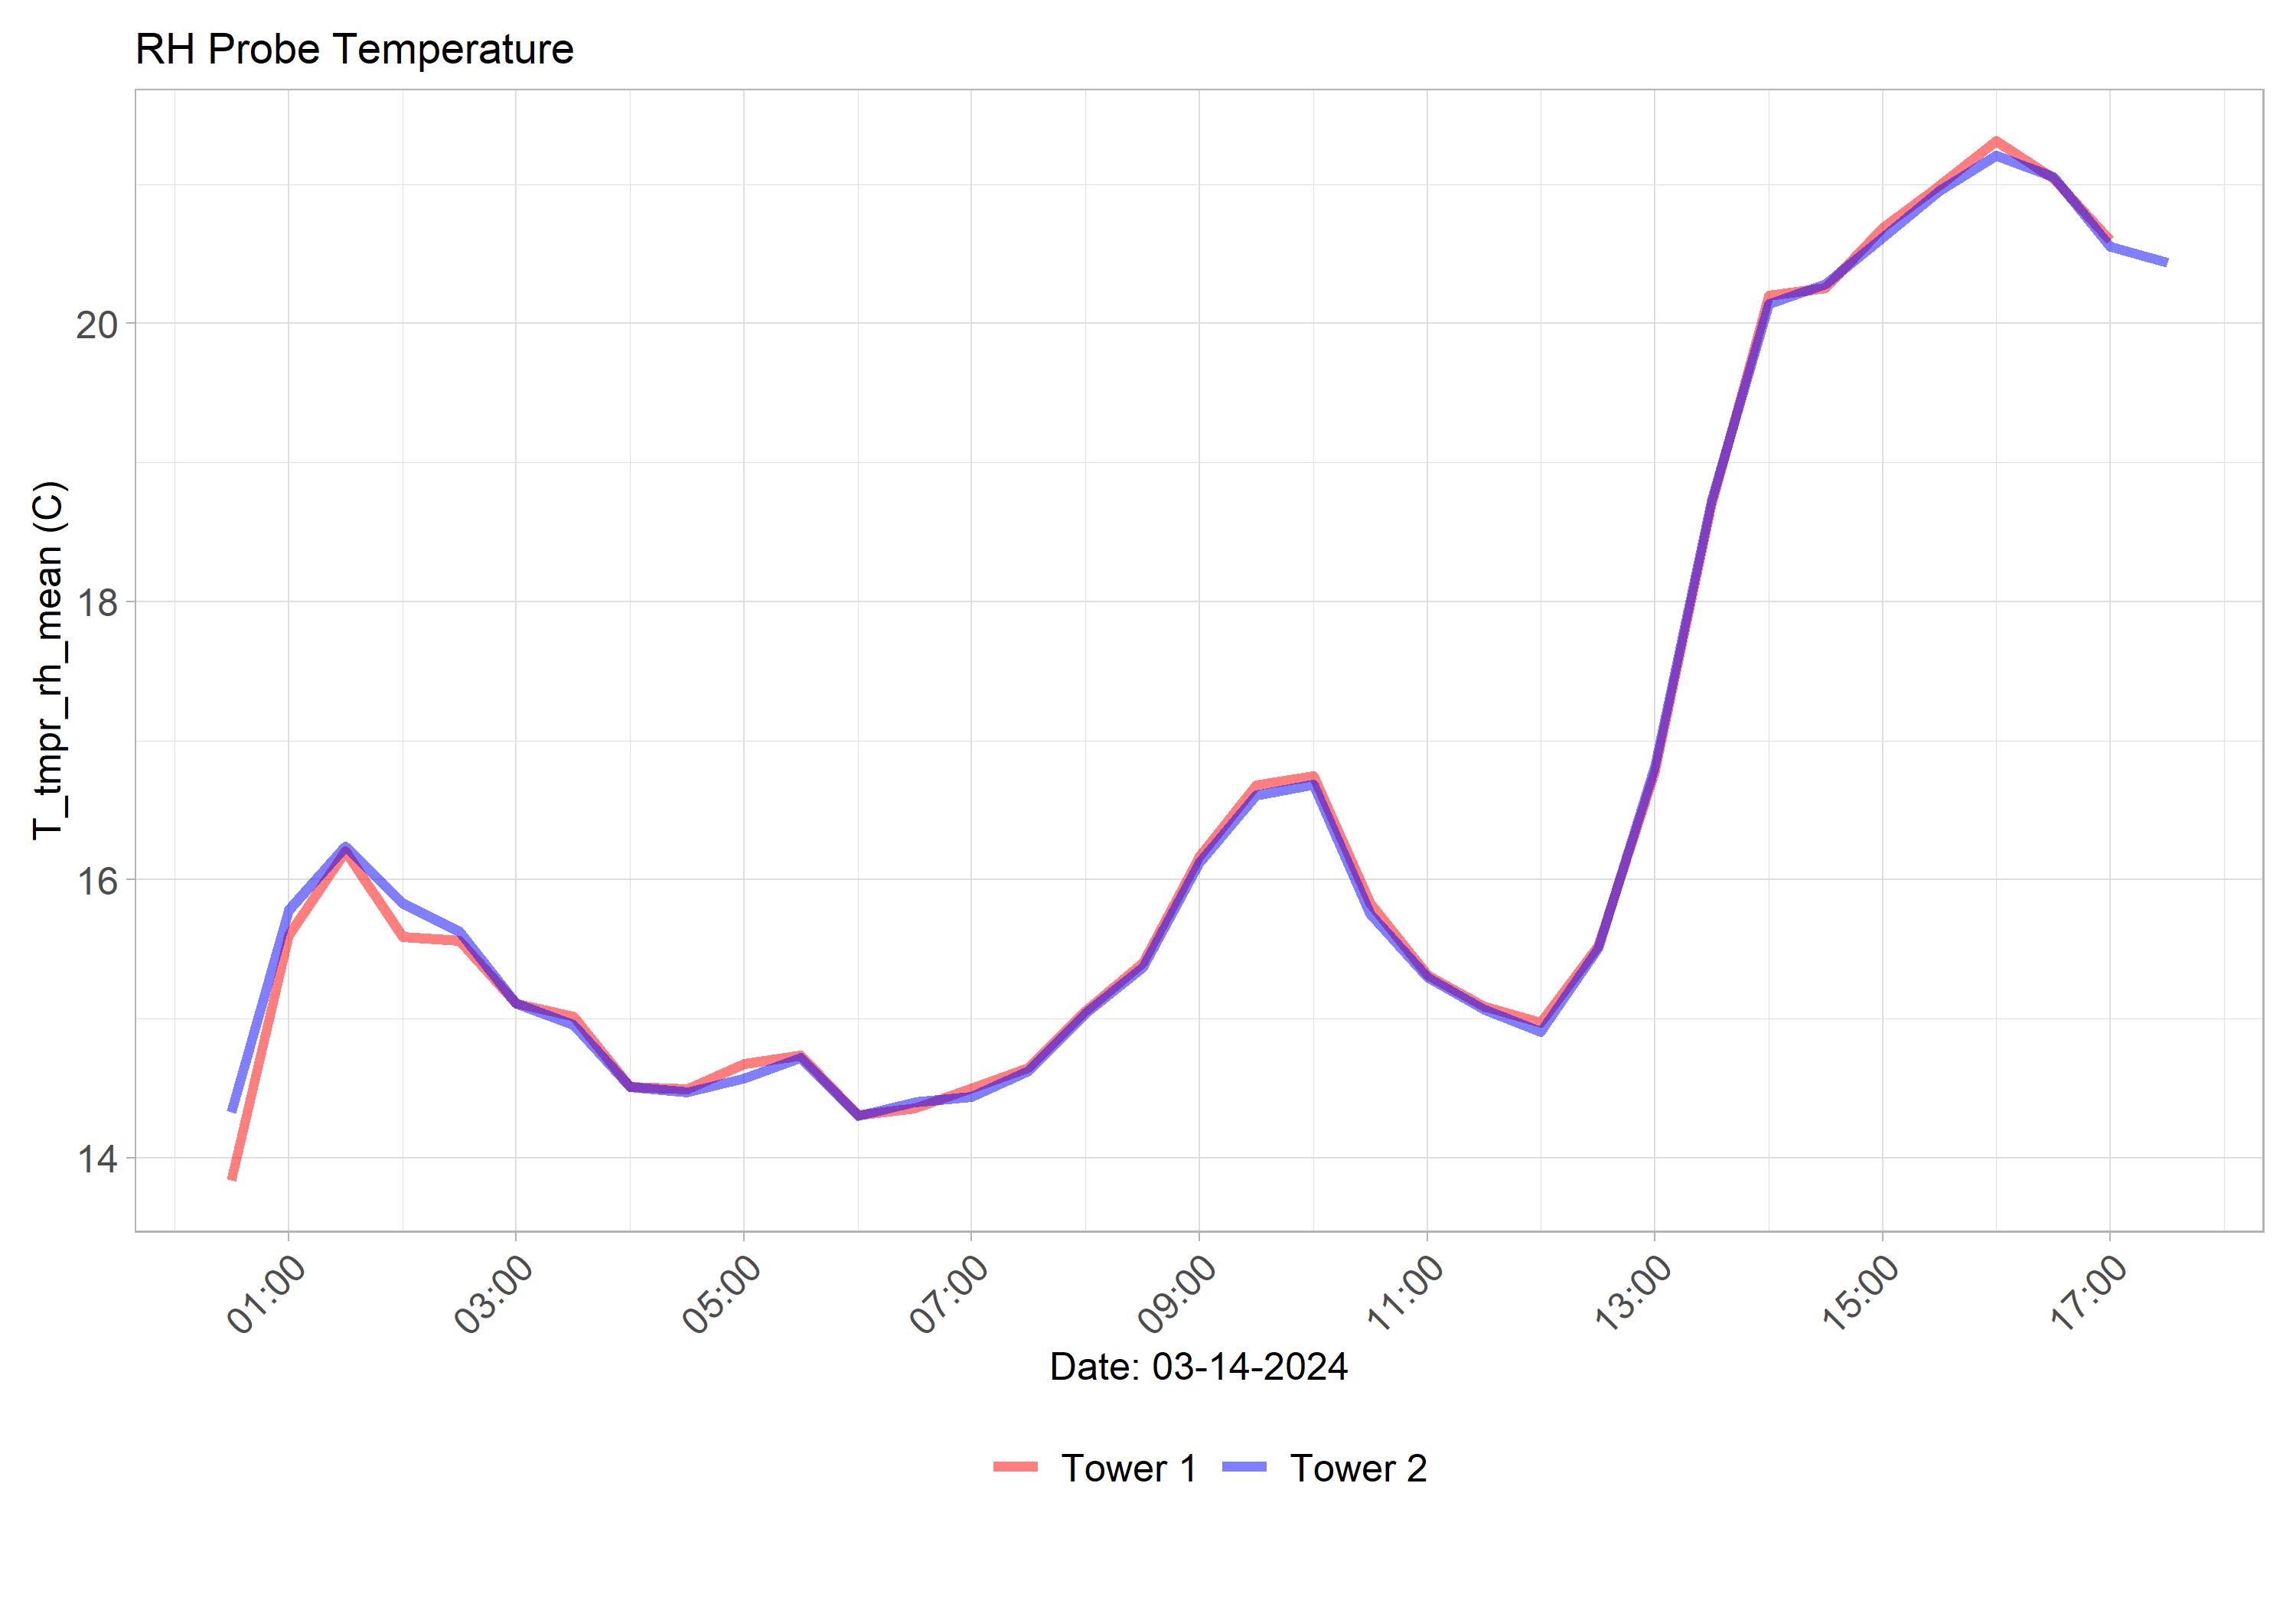 RH Probe Temperature
T_tmpr_rh_mean (C)
20
18
16
14
01:00
03:00
05:00
07:00
09:00
11:00
13:00
15:00
17:00
Date: 03-14-2024
Tower 1
Tower 2